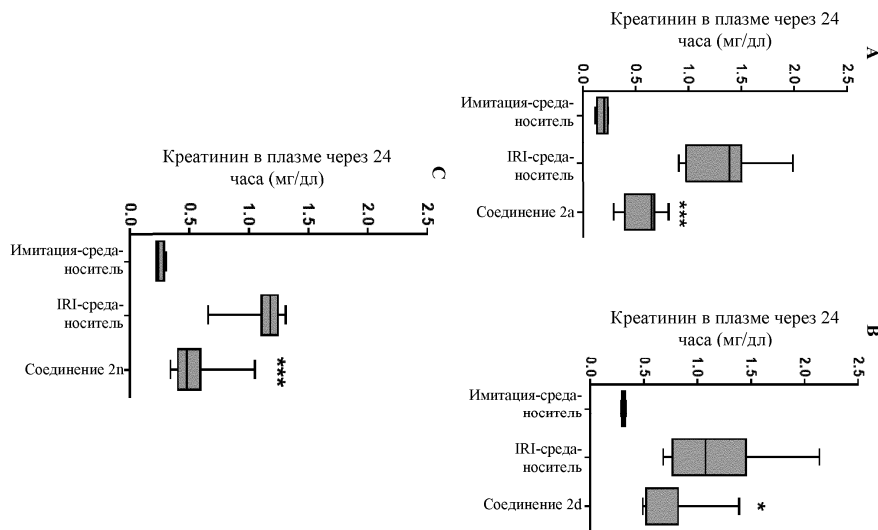 A
Креатинин в плазме через 24
часа (мг/дл)
0.0
0.5
1.0
1.5
2.0
2.5
Имитация-среда-
носитель
IRI-среда-
носитель
Соединение 2a
***
B
Креатинин в плазме через 24
часа (мг/дл)
0.0
0.5
1.0
1.5
2.0
2.5
Имитация-среда-
носитель
IRI-среда-
носитель
Соединение 2d
*
C
Креатинин в плазме через 24
часа (мг/дл)
0.0
0.5
1.0
1.5
2.0
2.5
Имитация-среда-
носитель
IRI-среда-
носитель
Соединение 2n
***